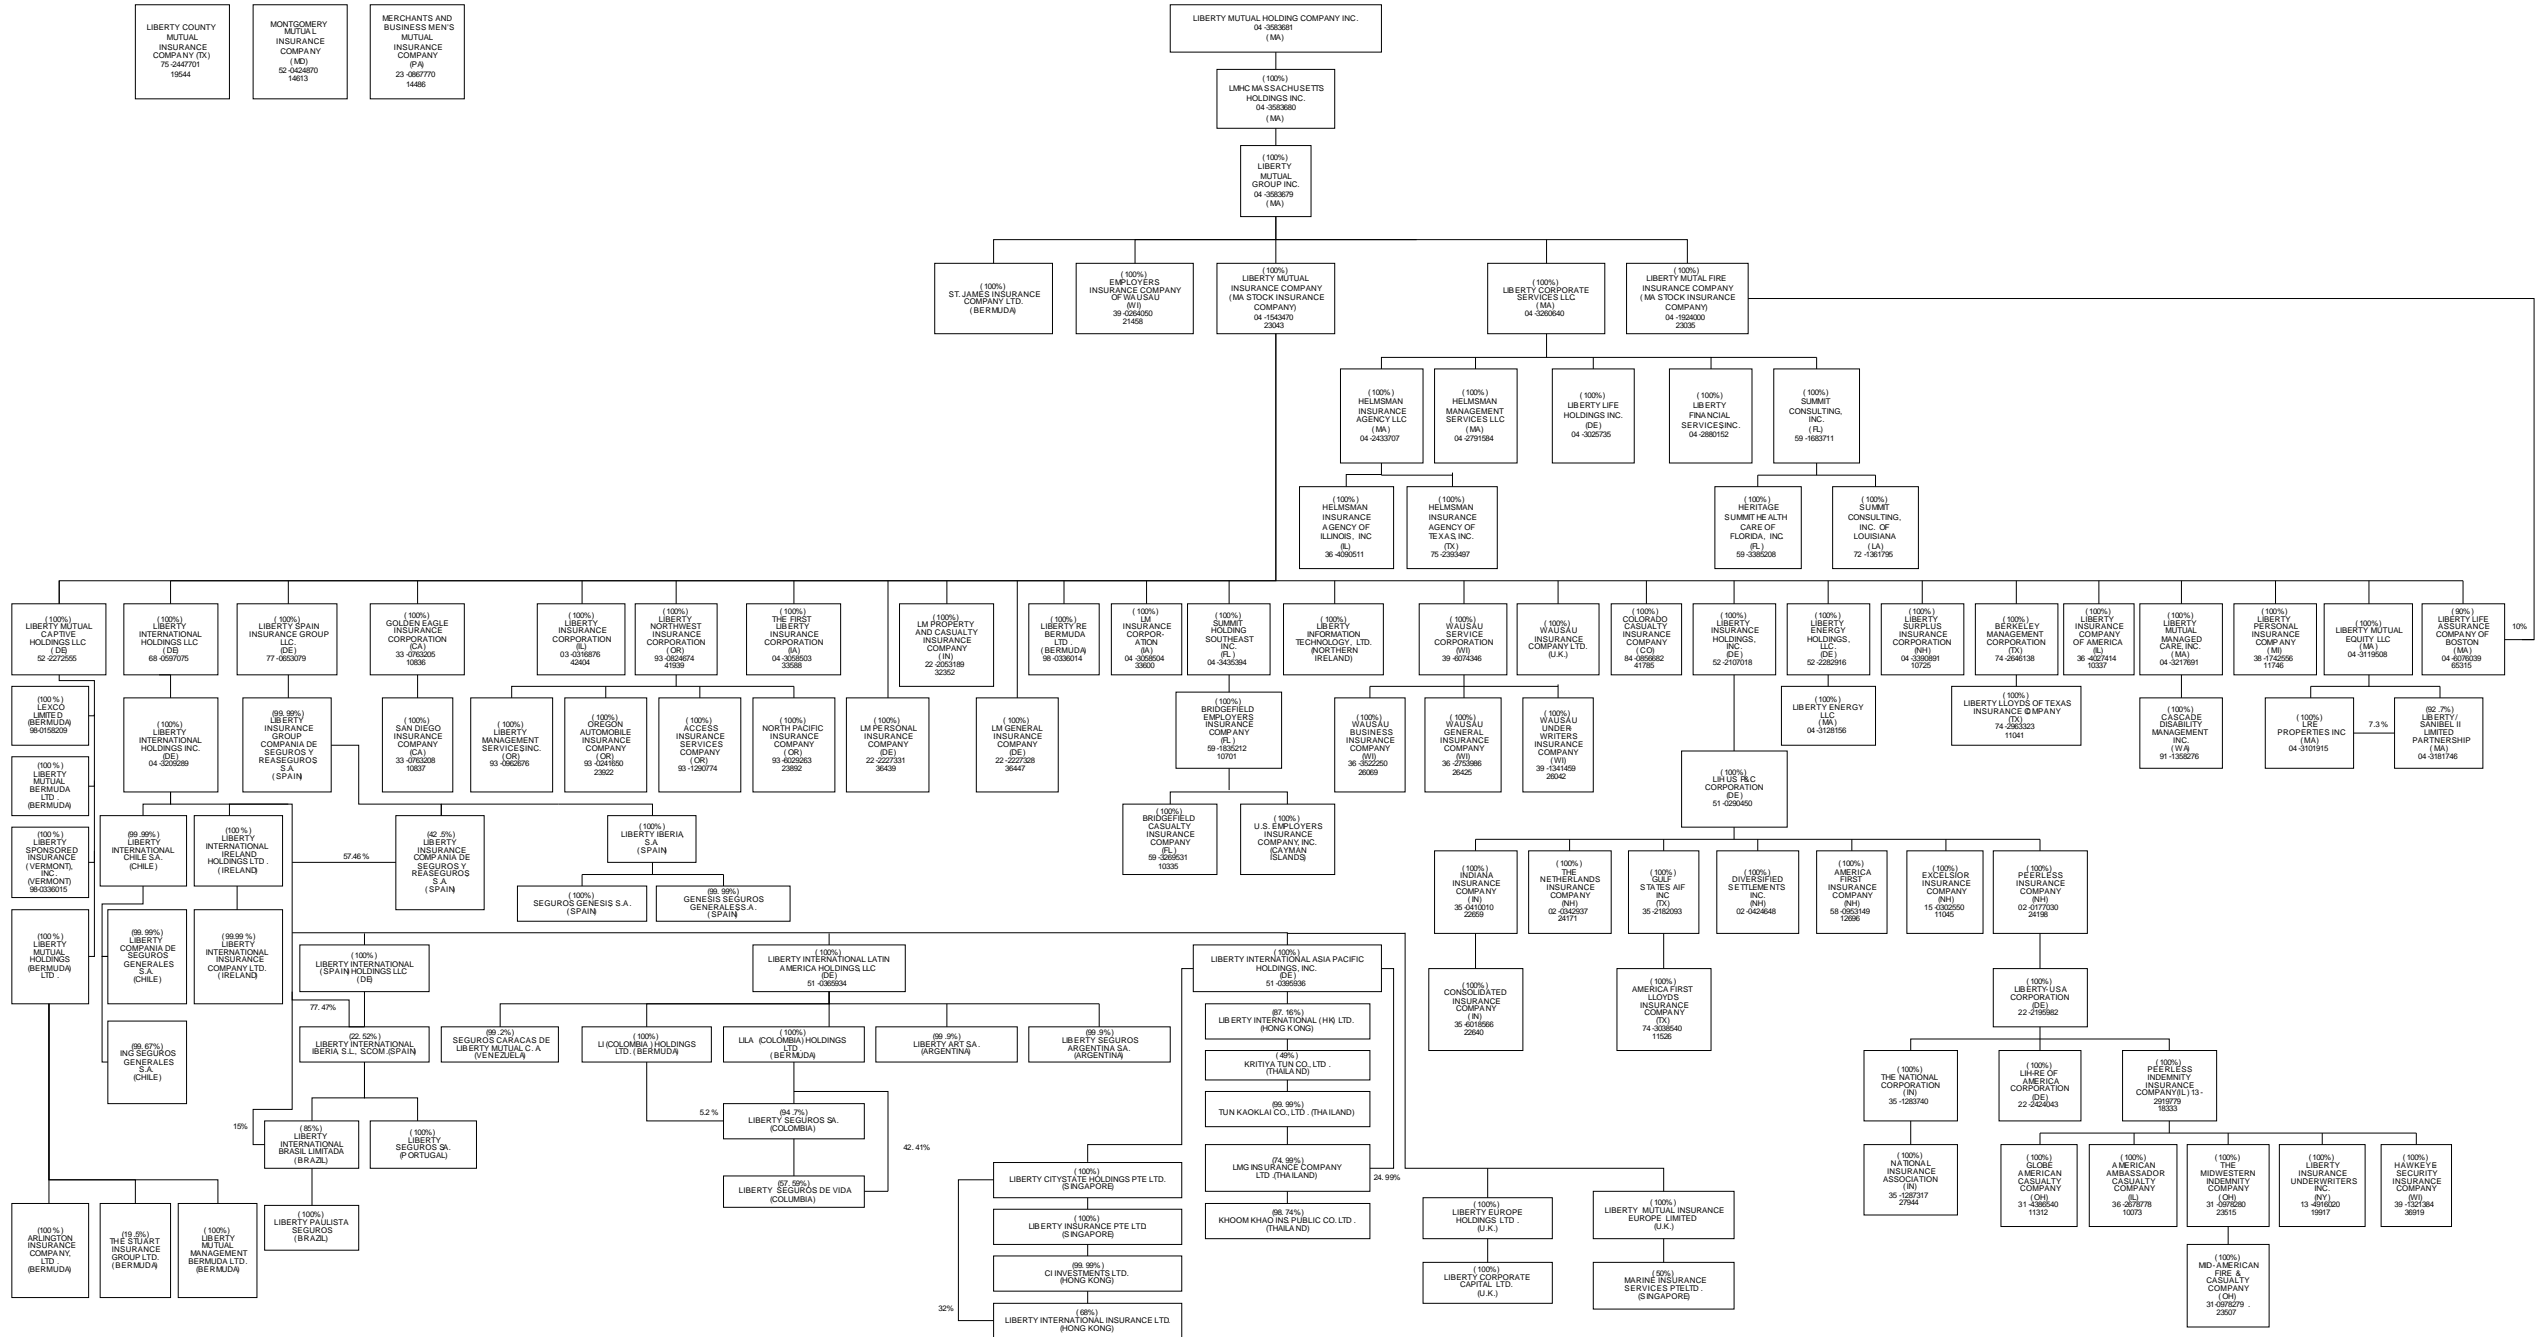 LIBERTY COUNTY
MUTUAL
INSURANCE
COMPANY (TX)
75 -2447701
19544
MONTGOMERY
MUTUAL
INSURANCE
COMPANY
(MD)
52 -0424870
14613
MERCHANTS AND
BUSINESS MEN'S
MUTUAL
INSURANCE
COMPANY
(PA)
23 -0867770
14486
LIBERTY MUTUAL HOLDING COMPANY INC.
04 -3583681
(MA)
(100%)
LMHC MASSACHUSETTS
HOLDINGS INC.
04 -3583680
(MA)
(100%)
LIBERTY
MUTUAL
GROUP INC.
04 -3583679
(MA)
(100%)
ST. JAMES INSURANCE
COMPANY LTD.
(BERMUDA)
(100%)
EMPLOYERS
INSURANCE COMPANY
OF WAUSAU
(WI)
39 -0264050
21458
(100%)
LIBERTY MUTUAL
INSURANCE COMPANY
(MA STOCK INSURANCE
COMPANY)
04 -1543470
23043
(100%)
LIBERTY CORPORATE
SERVICES LLC
(MA)
04 -3260640
(100%)
LIBERTY MUTAL FIRE
INSURANCE COMPANY
(MA STOCK INSURANCE
COMPANY)
04 -1924000
23035
(100%)
HELMSMAN
INSURANCE
AGENCY LLC
(MA)
04 -2433707
(100%)
HELMSMAN
MANAGEMENT
SERVICES LLC
(MA)
04 -2791584
(100%)
LIBERTY LIFE
HOLDINGS INC.
(DE)
04 -3025735
(100%)
LIBERTY
FINANCIAL
SERVICES, INC.
04 -2880152
(100%)
SUMMIT
CONSULTING,
INC.
(FL)
59 -1683711
(100%)
HELMSMAN
INSURANCE
AGENCY OF
ILLINOIS, INC
(IL)
36 -4090511
(100%)
HELMSMAN
INSURANCE
AGENCY OF
TEXAS, INC.
(TX)
75 -2393497
(100%)
HERITAGE
SUMMIT HEALTH
CARE OF
FLORIDA, INC
(FL)
59 -3385208
(100%)
SUMMIT
CONSULTING,
INC. OF
LOUISIANA
(LA)
72 -1361795
(100%)
LIBERTY MUTUAL
CAPTIVE
HOLDINGS LLC
(DE)
52 -2272555
(100%)
LIBERTY
INTERNATIONAL
HOLDINGS LLC
(DE)
68 -0597075
(100%)
LIBERTY SPAIN
INSURANCE GROUP
LLC.
(DE)
77 -0653079
(100%)
GOLDEN EAGLE
INSURANCE
CORPORATION
(CA)
33 -0763205
10836
(100%)
LIBERTY
INSURANCE
CORPORATION
(IL)
03 -0316876
42404
(100%)
LIBERTY
NORTHWEST
INSURANCE
CORPORATION
(OR)
93 -0824674
41939
(100%)
THE FIRST
LIBERTY
INSURANCE
CORPORATION
(IA)
04 -3058503
33588
(100%)
LM PROPERTY
AND CASUALTY
INSURANCE
COMPANY
(IN)
22 -2053189
32352
(100%)
LIBERTY RE
BERMUDA
LTD .
(BERMUDA)
98 -0336014
(100%)
LM
INSURANCE
CORPOR-
ATION
(IA)
04 -3058504
33600
(100%)
SUMMIT
HOLDING
SOUTHEAST
INC.
(FL)
04 -3435394
(100%)
LIBERTY
INFORMATION
TECHNOLOGY, LTD.
(NORTHERN
IRELAND)
(100%)
WAUSAU
SERVICE
CORPORATION
(WI)
39 -6074346
(100%)
WAUSAU
INSURANCE
COMPANY LTD.
(U.K.)
(100%)
COLORADO
CASUALTY
INSURANCE
COMPANY
(CO)
84 -0856682
41785
(100%)
LIBERTY
INSURANCE
HOLDINGS,
INC.
(DE)
52 -2107018
(100%)
LIBERTY
ENERGY
HOLDINGS,
LLC.
(DE)
52 -2282916
(100%)
LIBERTY
SURPLUS
INSURANCE
CORPORATION
(NH)
04 -3390891
10725
(100%)
BERKELEY
MANAGEMENT
CORPORATION
(TX)
74 -2646138
(100%)
LIBERTY
INSURANCE
COMPANY
OF AMERICA
(IL)
36 -4027414
10337
(100%)
LIBERTY
MUTUAL
MANAGED
CARE, INC.
(MA)
04 -3217691
(100%)
LIBERTY
PERSONAL
INSURANCE
COMPANY
(MI)
38 -1742556
11746
(100%)
LIBERTY MUTUAL
EQUITY LLC
(MA)
04 -3119508
(90%)
LIBERTY LIFE
ASSURANCE
COMPANY OF
BOSTON
(MA)
04 -6076039
65315
10%
(100 %)
LEXCO
LIMITED
(BERMUDA)
98-0158209
(100%)
LIBERTY
INTERNATIONAL
HOLDINGS INC.
(DE)
04 -3209289
(99. 99%)
LIBERTY
INSURANCE
GROUP
COMPANIA DE
SEGUROS Y
REASEGUROS
S.A
(SPAIN)
(100%)
SAN DIEGO
INSURANCE
COMPANY
(CA)
33 -0763208
10837
(100%)
LIBERTY
MANAGEMENT
SERVICES, INC.
(OR)
93 -0962676
(100%)
OREGON
AUTOMOBILE
INSURANCE
COMPANY
(OR)
93 -0241650
23922
(100%)
ACCESS
INSURANCE
SERVICES
COMPANY
(OR)
93 -1290774
(100%)
NORTH PACIFIC
INSURANCE
COMPANY
(OR)
93 -6029263
23892
(100%)
LM PERSONAL
INSURANCE
COMPANY
(DE)
22 -2227331
36439
(100%)
LM GENERAL
INSURANCE
COMPANY
(DE)
22 -2227328
36447
(100%)
BRIDGEFIELD
EMPLOYERS
INSURANCE
COMPANY
(FL)
59 -1835212
10701
(100%)
WAUSAU
BUSINESS
INSURANCE
COMPANY
(WI)
36 -3522250
26069
(100%)
WAUSAU
GENERAL
INSURANCE
COMPANY
(WI)
36 -2753986
26425
(100%)
WAUSAU
UNDER
WRITERS
INSURANCE
COMPANY
(WI)
39 -1341459
26042
(100%)
LIBERTY ENERGY
LLC
(MA)
04 -3128156
(100%)
LIBERTY LLOYDS OF TEXAS
INSURANCE COMPANY
(TX)
74 -2963323
11041
(100%)
CASCADE
DISABILITY
MANAGEMENT
INC.
(WA)
91 -1358276
(100%)
LRE
PROPERTIES INC
(MA)
04 -3101915
7.3 %
(92 .7%)
LIBERTY/
SANIBEL II
LIMITED
PARTNERSHIP
(MA)
04 -3181746
(100 %)
LIBERTY
MUTUAL
BERMUDA
LTD .
(BERMUDA)
(100%)
LIH US P&C
CORPORATION
(DE)
51 -0290450
(100 %)
LIBERTY
SPONSORED
INSURANCE
(VERMONT),
INC.
(VERMONT)
98-0336015
(99 .99%)
LIBERTY
INTERNATIONAL
CHILE S.A.
(CHILE)
(100 %)
LIBERTY
INTERNATIONAL
IRELAND
HOLDINGS LTD .
(IRELAND)
57.46 %
(42 .5%)
LIBERTY
INSURANCE
COMPANIA DE
SEGUROS Y
REASEGUROS
S.A.
(SPAIN)
(100%)
LIBERTY IBERIA,
S.A
(SPAIN)
(100%)
BRIDGEFIELD
CASUALTY
INSURANCE
COMPANY
(FL)
59 -3269531
10335
(100%)
U.S. EMPLOYERS
INSURANCE
COMPANY, INC.
(CAYMAN
ISLANDS)
(100%)
SEGUROS GENESIS S.A.
(SPAIN)
(99. 99%)
GENESIS SEGUROS
GENERALES S.A.
(SPAIN)
(100%)
INDIANA
INSURANCE
COMPANY
(IN)
35 -0410010
22659
(100%)
THE
NETHERLANDS
INSURANCE
COMPANY
(NH)
02 -0342937
24171
(100%)
GULF
STATES AIF
INC
(TX)
35 -2182093
(100%)
DIVERSIFIED
SETTLEMENTS
INC.
(NH)
02 -0424648
(100%)
AMERICA
FIRST
INSURANCE
COMPANY
(NH)
58 -0953149
12696
(100%)
EXCELSIOR
INSURANCE
COMPANY
(NH)
15 -0302550
11045
(100%)
PEERLESS
INSURANCE
COMPANY
(NH)
02 -0177030
24198
(100 %)
LIBERTY
MUTUAL
HOLDINGS
(BERMUDA)
LTD .
(99. 99%)
LIBERTY
COMPANIA DE
SEGUROS
GENERALES
S.A.
(CHILE)
(99.99 %)
LIBERTY
INTERNATIONAL
INSURANCE
COMPANY LTD.
(IRELAND)
(100%)
LIBERTY INTERNATIONAL
(SPAIN) HOLDINGS LLC
(DE)
(100%)
LIBERTY INTERNATIONAL LATIN
AMERICA HOLDINGS, LLC
(DE)
51 -0365934
(100%)
LIBERTY INTERNATIONAL ASIA PACIFIC
HOLDINGS, INC.
(DE)
51 -0395936
(100%)
CONSOLIDATED
INSURANCE
COMPANY
(IN)
35 -6018566
22640
(100%)
AMERICA FIRST
LLOYDS
INSURANCE
COMPANY
(TX)
74 -3038540
11526
(100%)
LIBERTY-USA
CORPORATION
(DE)
22 -2195982
77. 47%
(99. 67%)
ING SEGUROS
GENERALES
S.A.
(CHILE)
(22.52%)
LIBERTY INTERNATIONAL
IBERIA, S.L., SCOM.(SPAIN)
(99 .2%)
SEGUROS CARACAS DE
LIBERTY MUTUAL C. A
(VENEZUELA)
(100%)
LI (COLOMBIA ) HOLDINGS
LTD. (BERMUDA)
(100%)
LILA (COLOMBIA) HOLDINGS
LTD
(BERMUDA)
(99 .9%)
LIBERTY ART SA.
(ARGENTINA)
(99 .9%)
LIBERTY SEGUROS
ARGENTINA SA.
(ARGENTINA)
(87. 16%)
LIBERTY INTERNATIONAL (HK) LTD.
(HONG KONG)
(49%)
KRITIYA TUN CO., LTD .
(THAILAND)
(99. 99%)
TUN KAOKLAI CO., LTD . (THAILAND)
(74. 99%)
LMG INSURANCE COMPANY
LTD .(THAILAND)
24. 99%
(98. 74%)
KHOOM KHAO INS. PUBLIC CO. LTD .
(THAILAND)
(100%)
THE NATIONAL
CORPORATION
(IN)
35 -1283740
(100%)
LIH-RE OF
AMERICA
CORPORATION
(DE)
22 -2424043
(100%)
PEERLESS
INDEMNITY
INSURANCE
COMPANY(IL) 13 -
2919779
18333
15%
(85%)
LIBERTY
INTERNATIONAL
BRASIL LIMITADA
(BRAZIL)
(100%)
LIBERTY
SEGUROS SA.
(PORTUGAL)
5.2 %
(94 .7%)
LIBERTY SEGUROS SA.
(COLOMBIA)
42. 41%
(57. 59%)
LIBERTY SEGUROS DE VIDA
(COLUMBIA)
(100%)
LIBERTY CITYSTATE HOLDINGS PTE LTD.
(SINGAPORE)
(100%)
LIBERTY INSURANCE PTE LTD.
(SINGAPORE)
(99. 99%)
CI INVESTMENTS LTD.
(HONG KONG)
32%
(68%)
LIBERTY INTERNATIONAL INSURANCE LTD.
(HONG KONG)
(100%)
LIBERTY EUROPE
HOLDINGS LTD .
(U.K.)
(100%)
LIBERTY MUTUAL INSURANCE
EUROPE LIMITED
(U.K.)
(100%)
LIBERTY CORPORATE
CAPITAL LTD.
(U.K.)
(50%)
MARINE INSURANCE
SERVICES PTE LTD .
(SINGAPORE)
(100%)
NATIONAL
INSURANCE
ASSOCIATION
(IN)
35 -1287317
27944
(100%)
GLOBE
AMERICAN
CASUALTY
COMPANY
(OH)
31 -4386540
11312
(100%)
AMERICAN
AMBASSADOR
CASUALTY
COMPANY
(IL)
36 -2678778
10073
(100%)
THE
MIDWESTERN
INDEMNITY
COMPANY
(OH)
31 -0978280
23515
(100%)
LIBERTY
INSURANCE
UNDERWRITERS
INC.
(NY)
13 -4916020
19917
(100%)
HAWKEYE
SECURITY
INSURANCE
COMPANY
(WI)
39 -1321384
36919
(100 %)
ARLINGTON
INSURANCE
COMPANY,
LTD .
(BERMUDA)
(19 .5%)
THE STUART
INSURANCE
GROUP LTD.
(BERMUDA)
(100%)
LIBERTY
MUTUAL
MANAGEMENT
BERMUDA LTD.
(BERMUDA)
(100%)
LIBERTY PAULISTA
SEGUROS
(BRAZIL)
(100%)
MID-AMERICAN
FIRE &
CASUALTY
COMPANY
(OH)
31-0978279 .
23507